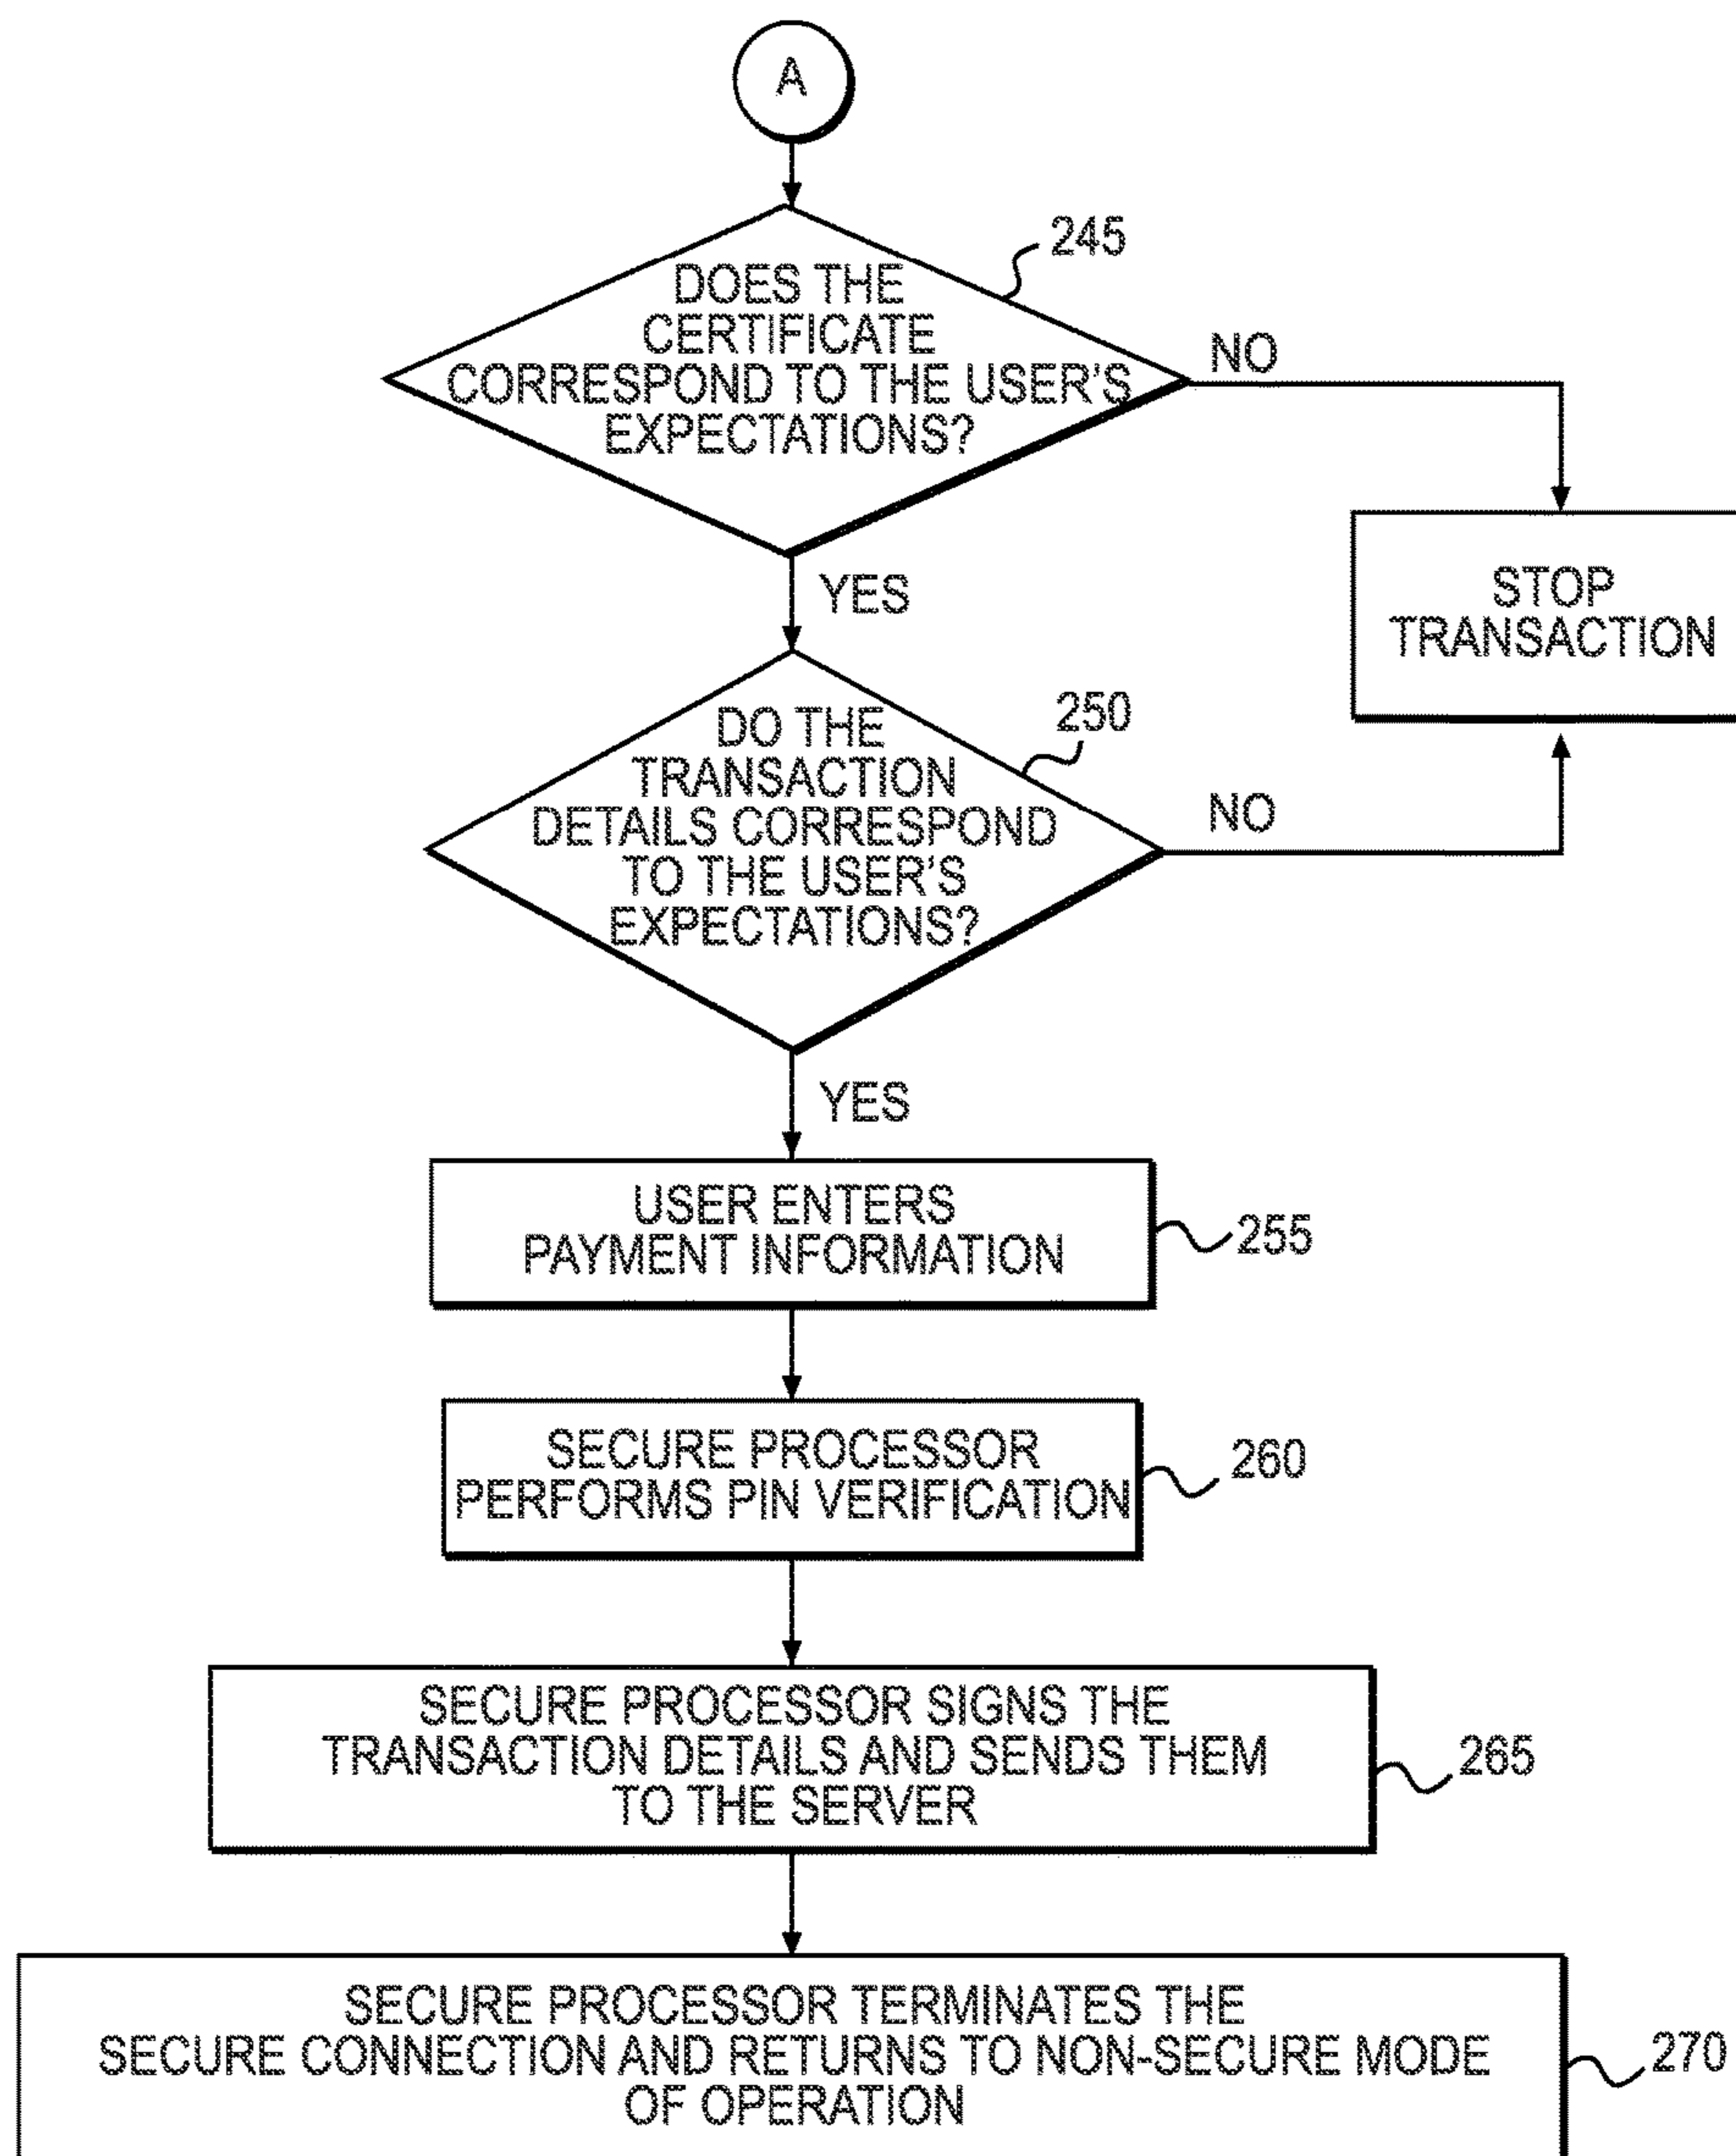 A
245
DOES THE
CERTIFICATE
CORRESPOND TO THE USER'S
EXPECTATIONS?
NO
STOP
TRANSACTION
YES
250
DO THE
TRANSACTION
DETAILS CORRESPOND
TO THE USER'S
EXPECTATIONS?
NO
YES
USER ENTERS
PAYMENT INFORMATION
255
SECURE PROCESSOR
PERFORMS PIN VERIFICATION
260
SECURE PROCESSOR SIGNS THE
TRANSACTION DETAILS AND SENDS THEM
TO THE SERVER
265
SECURE PROCESSOR TERMINATES THE
SECURE CONNECTION AND RETURNS TO NON-SECURE MODE
OF OPERATION
270